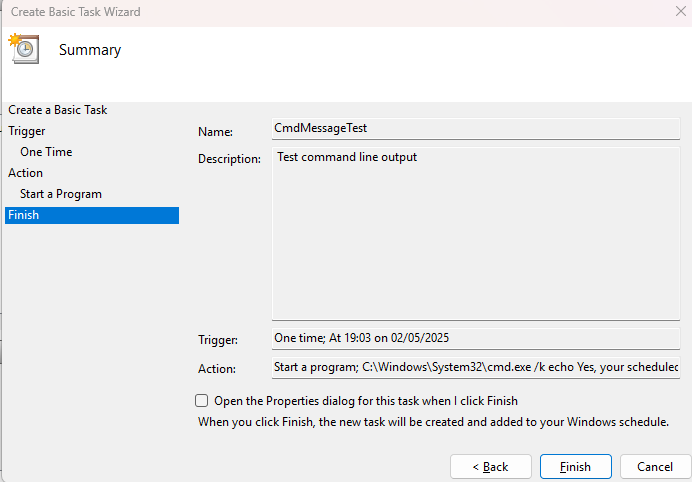 Create Basic Task Wizard
Summary
Create a Basic Task
Trigger
One Time
Action
Start a Program
Finish
Name:
CmdMessageTest
Description:
Test command line output
Trigger:
One time; At 19:03 on 02/05/2025
Action:
Start a program; C:\Windows\System32\cmd.exe /k echo Yes, your scheduled
Open the Properties dialog for this task when I click Finish
When you click Finish, the new task will be created and added to your Windows schedule.
< Back
Finish
Cancel